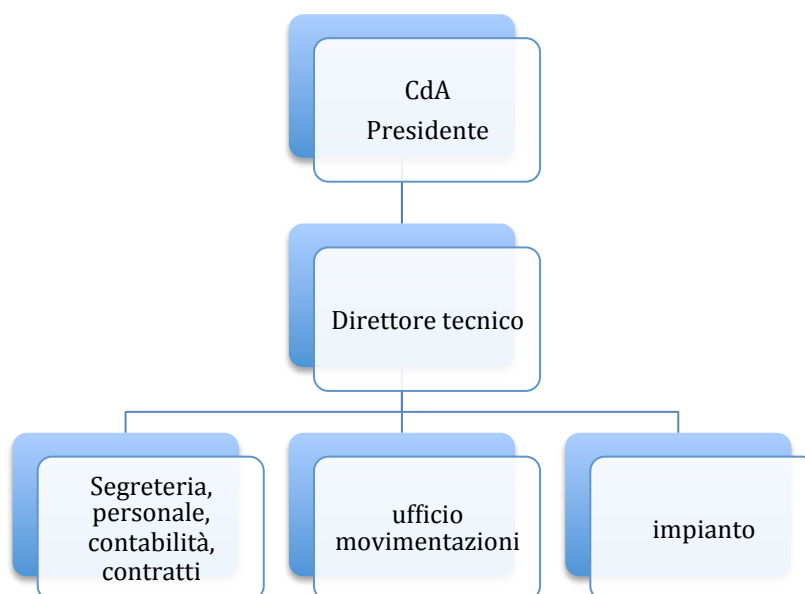 CdA
Presidente
Direttore tecnico
Segreteria,
personale,
contabilità,
contratti
ufficio
movimentazioni
impianto